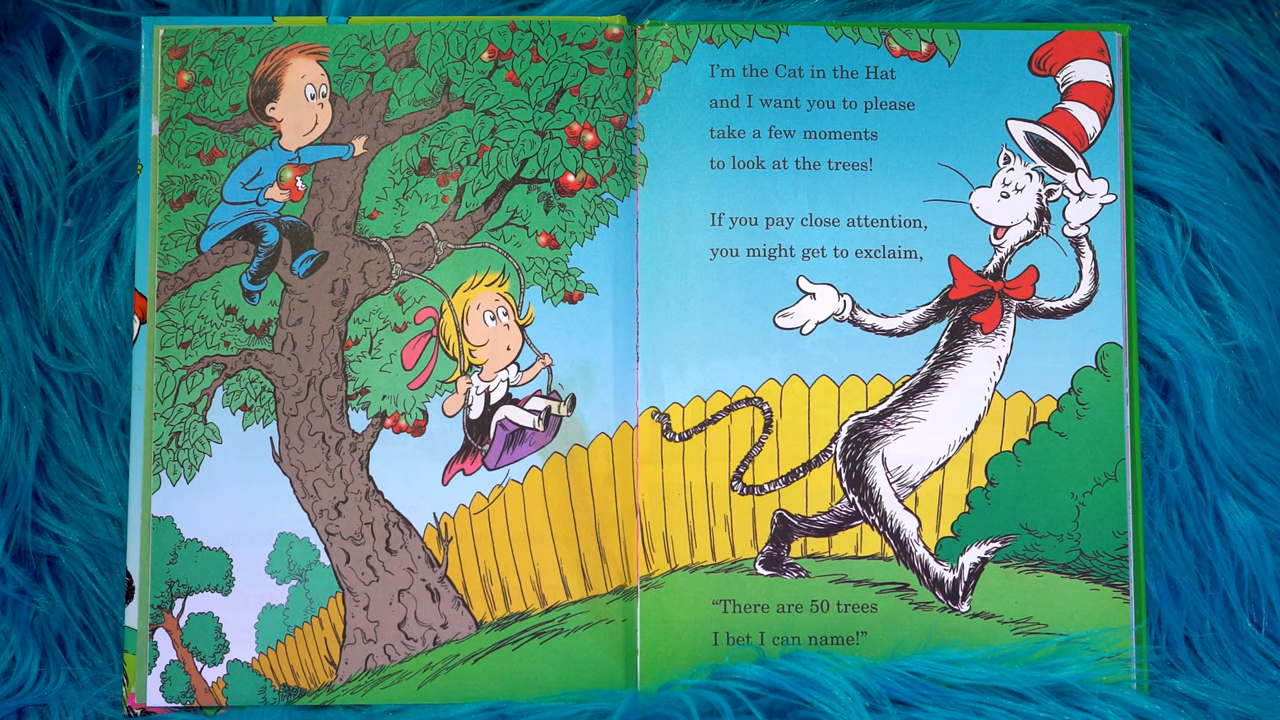 I'm the Cat in the Hat
and I want you to please
take a few moments
to look at the trees!
If you pay close attention,
you might get to exclaim,
“There are 50 trees
I bet I can name!”